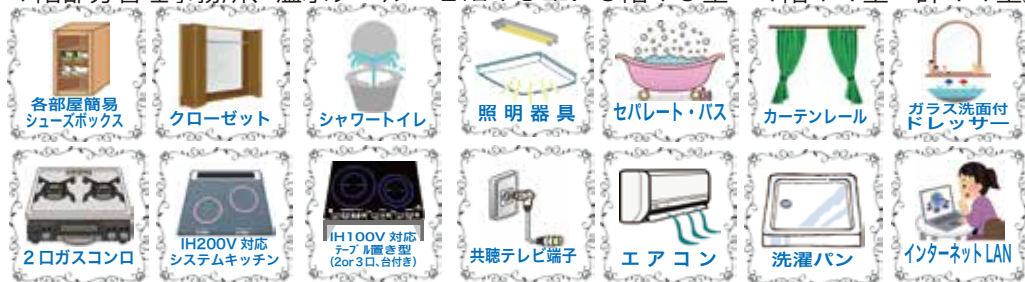 各部屋簡易
シューズボックス
クローゼット
シャワートイレ
照明器具
セパレート・バス
カーテンレール
ガラス洗面付
ドレッサー
2口ガスコンロ
IH200V 対応
システムキッチン
IH100V 対応
テーブル置き型
(2or3口、台付き)
共聴テレビ端子
エアコン
洗濯パン
インターネット LAN